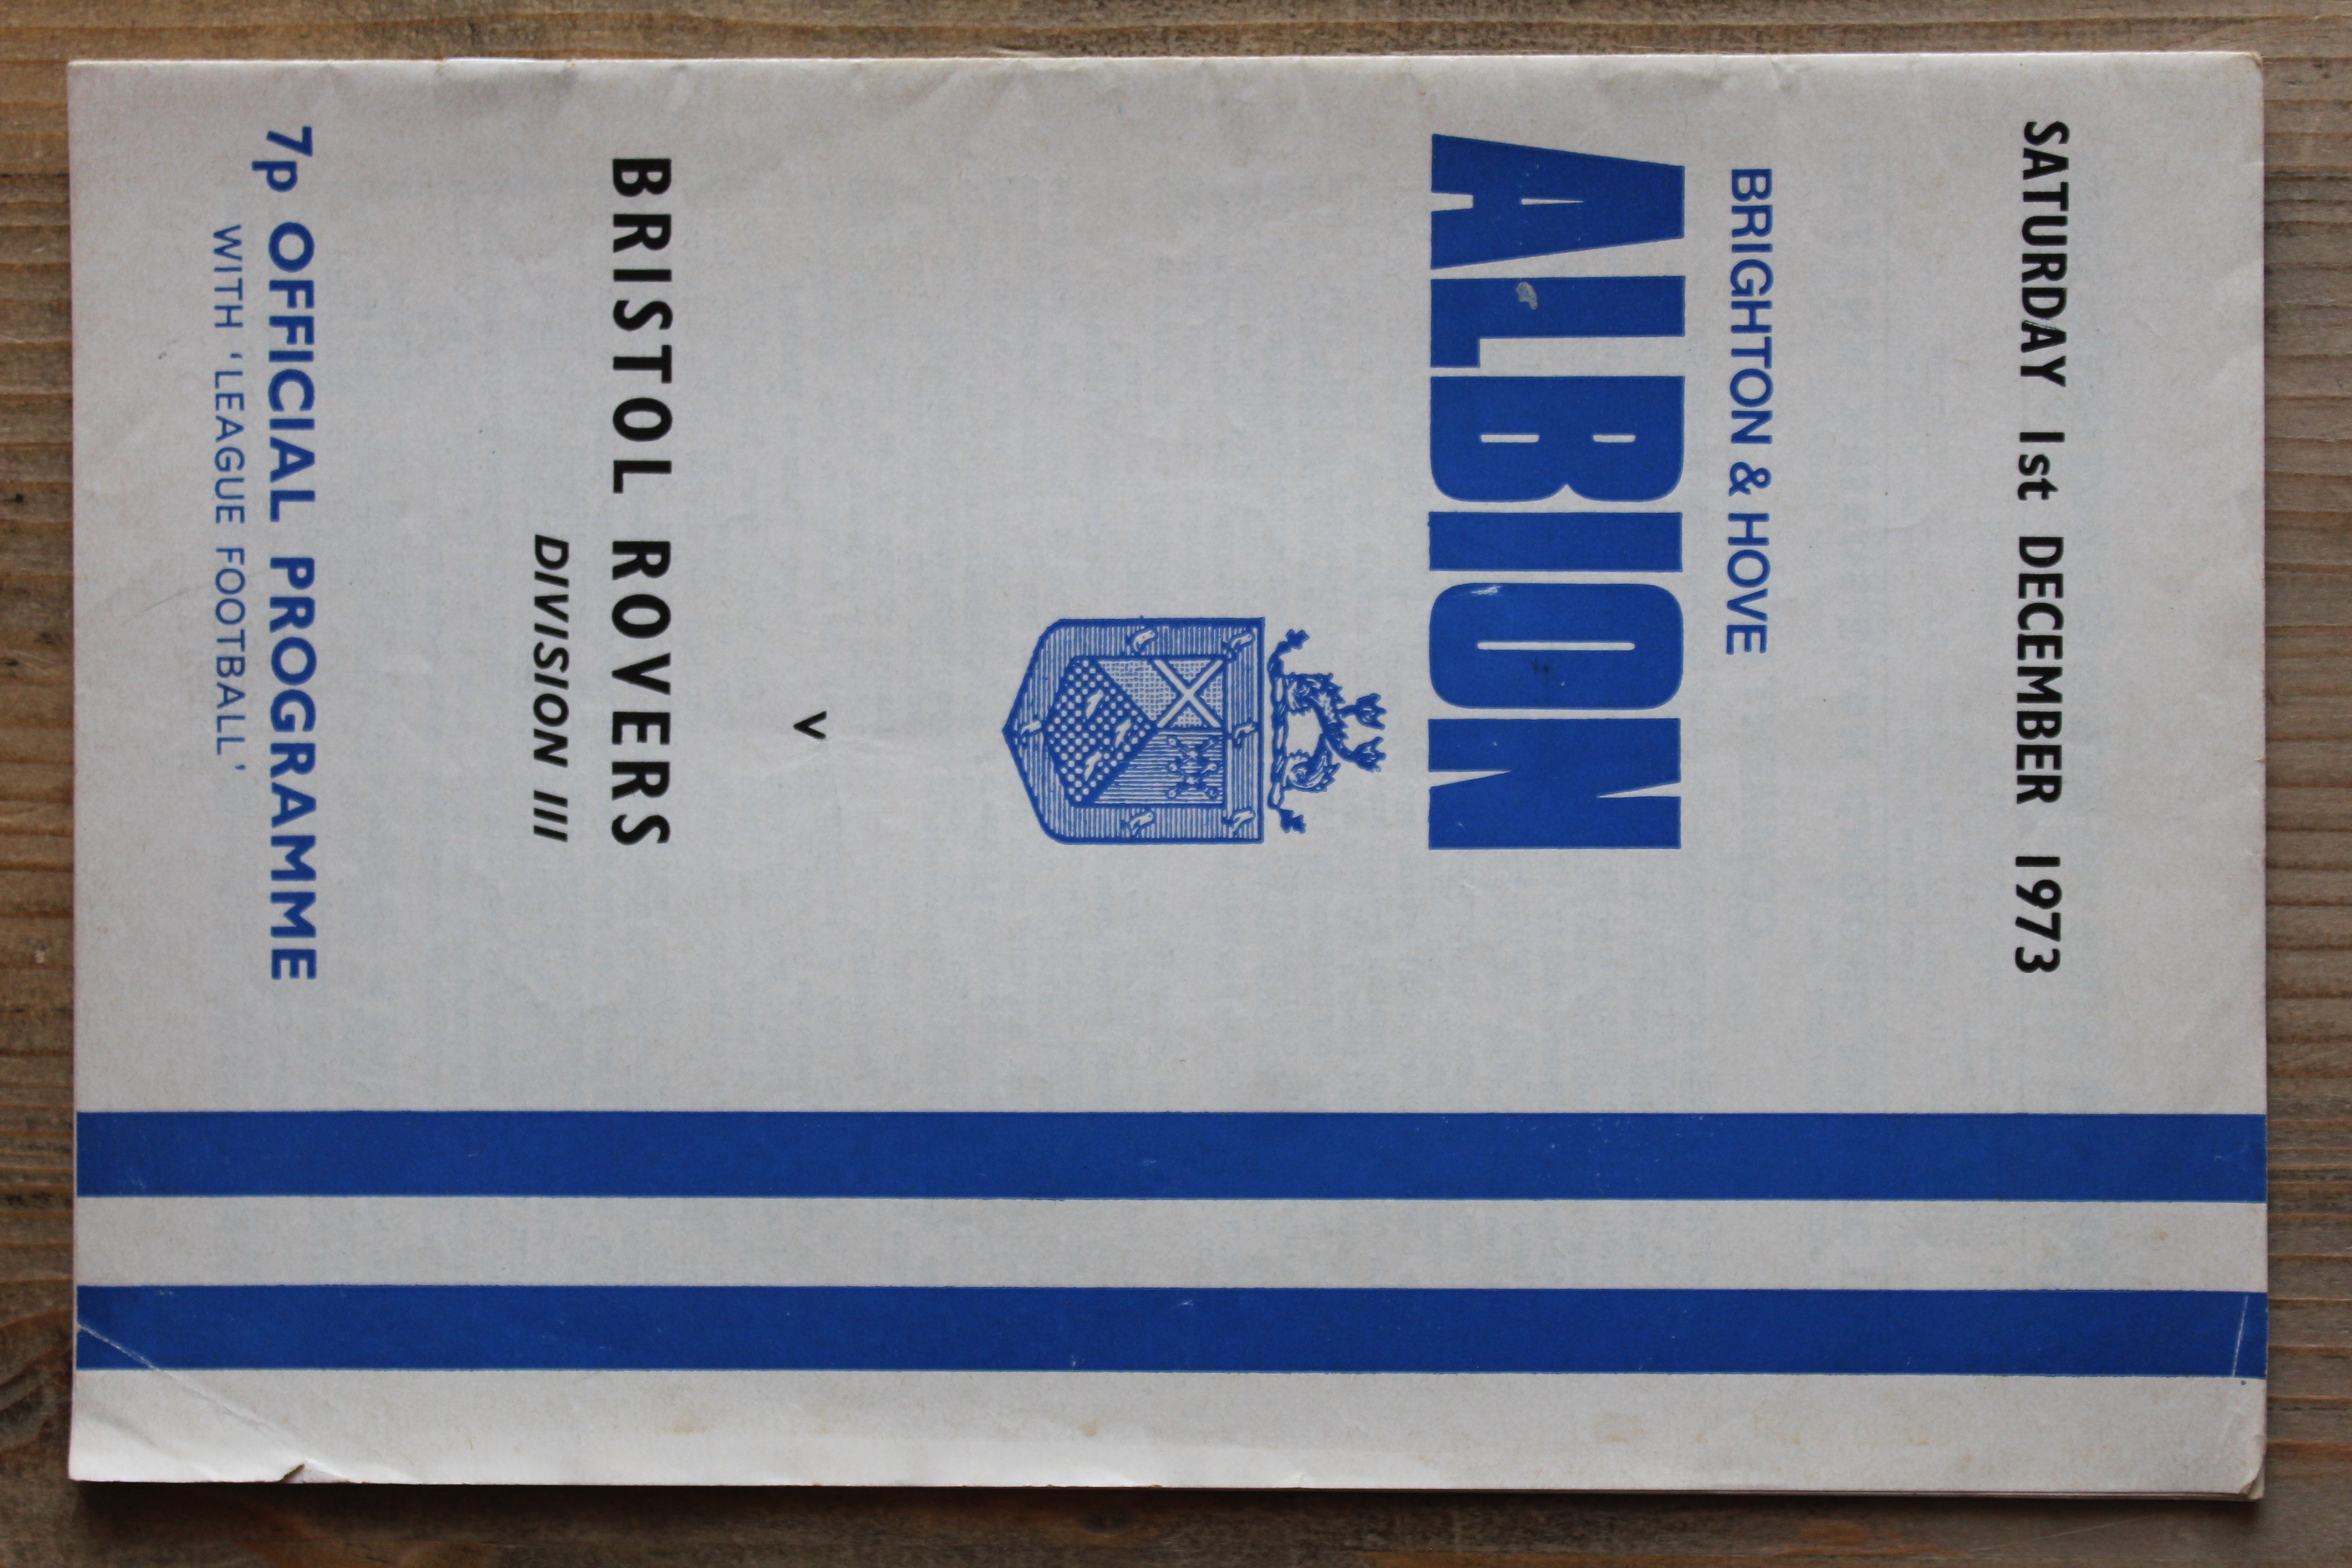 SATURDAY 1st DECEMBER 1973
BRIGHTON & HOVE
ALBION
v
BRISTOL ROVERS
DIVISION III
7p OFFICIAL PROGRAMME
WITH 'LEAGUE FOOTBALL'